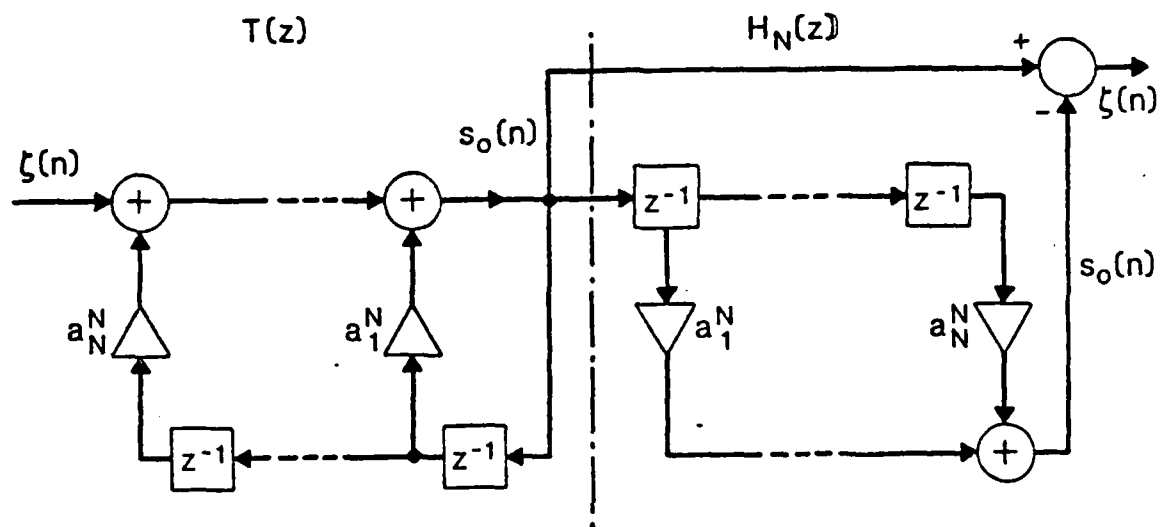 T(z)
H_N(z)
+
ζ(n)
-
s_o(n)
ζ(n)
+
+
z⁻¹
z⁻¹
s_o(n)
a_N^N
a_1^N
a_1^N
a_N^N
z⁻¹
z⁻¹
+